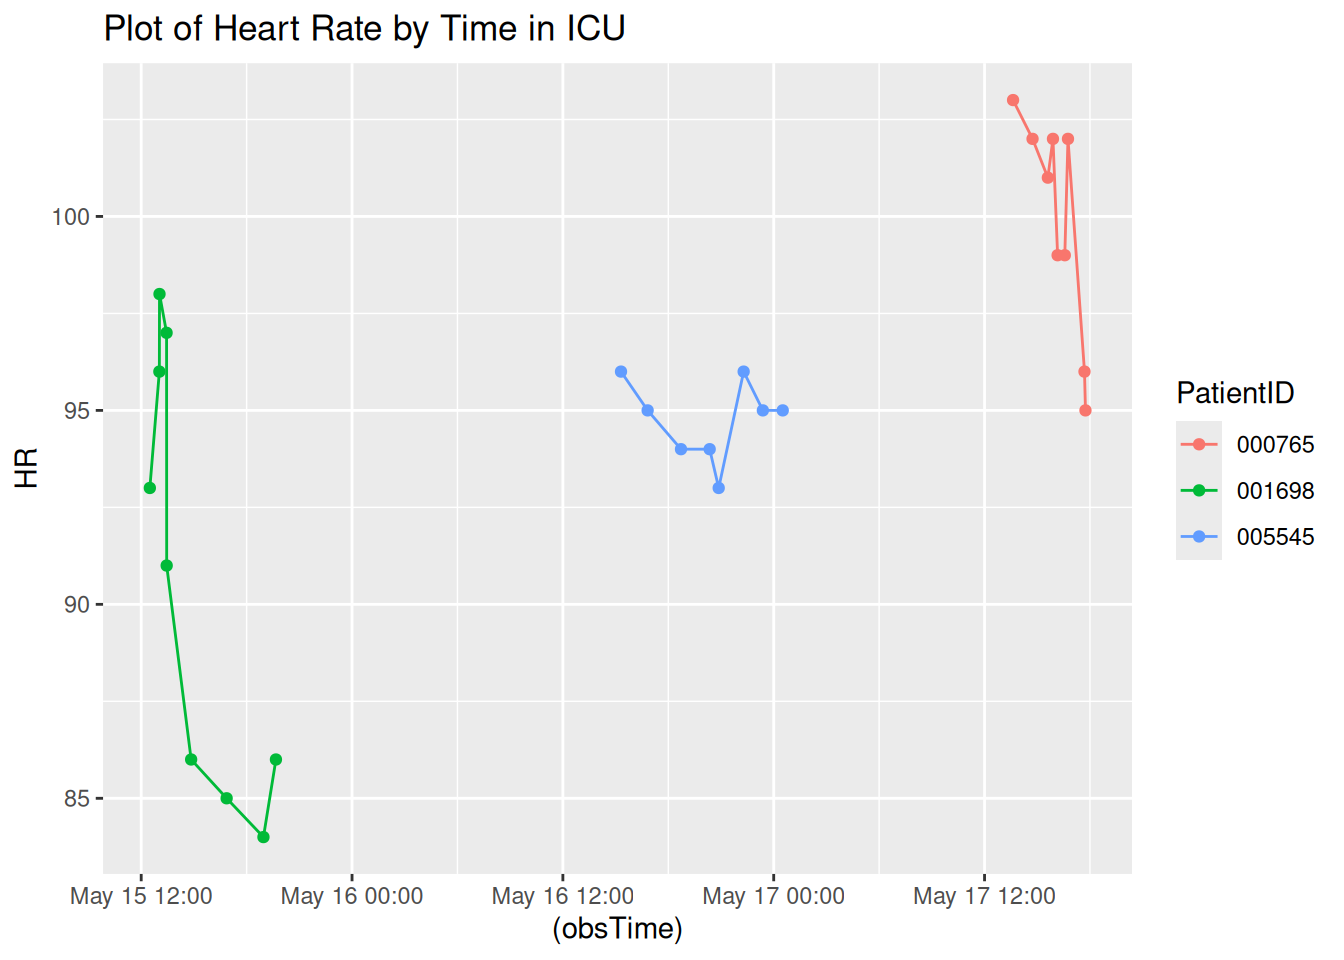 Plot of Heart Rate by Time in ICU
HR
100
95
90
85
May 15 12:00
May 16 00:00
May 16 12:00
May 17 00:00
May 17 12:00
(obsTime)
PatientID
000765
001698
005545